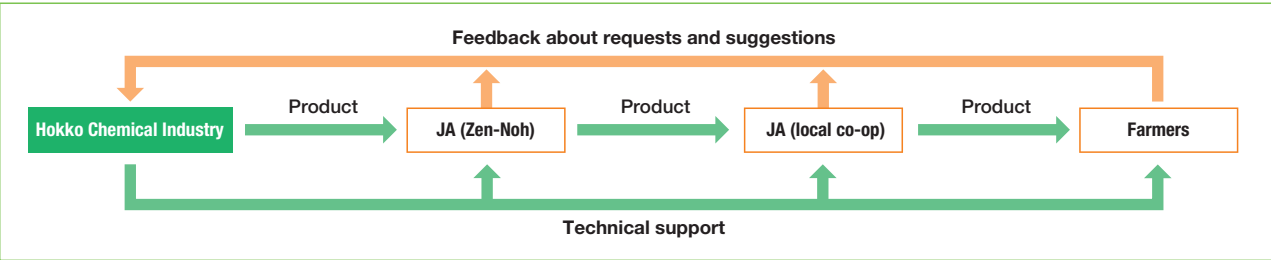 Feedback about requests and suggestions
Product
Product
Product
Hokko Chemical Industry
JA (Zen-Noh)
JA (local co-op)
Farmers
Technical support